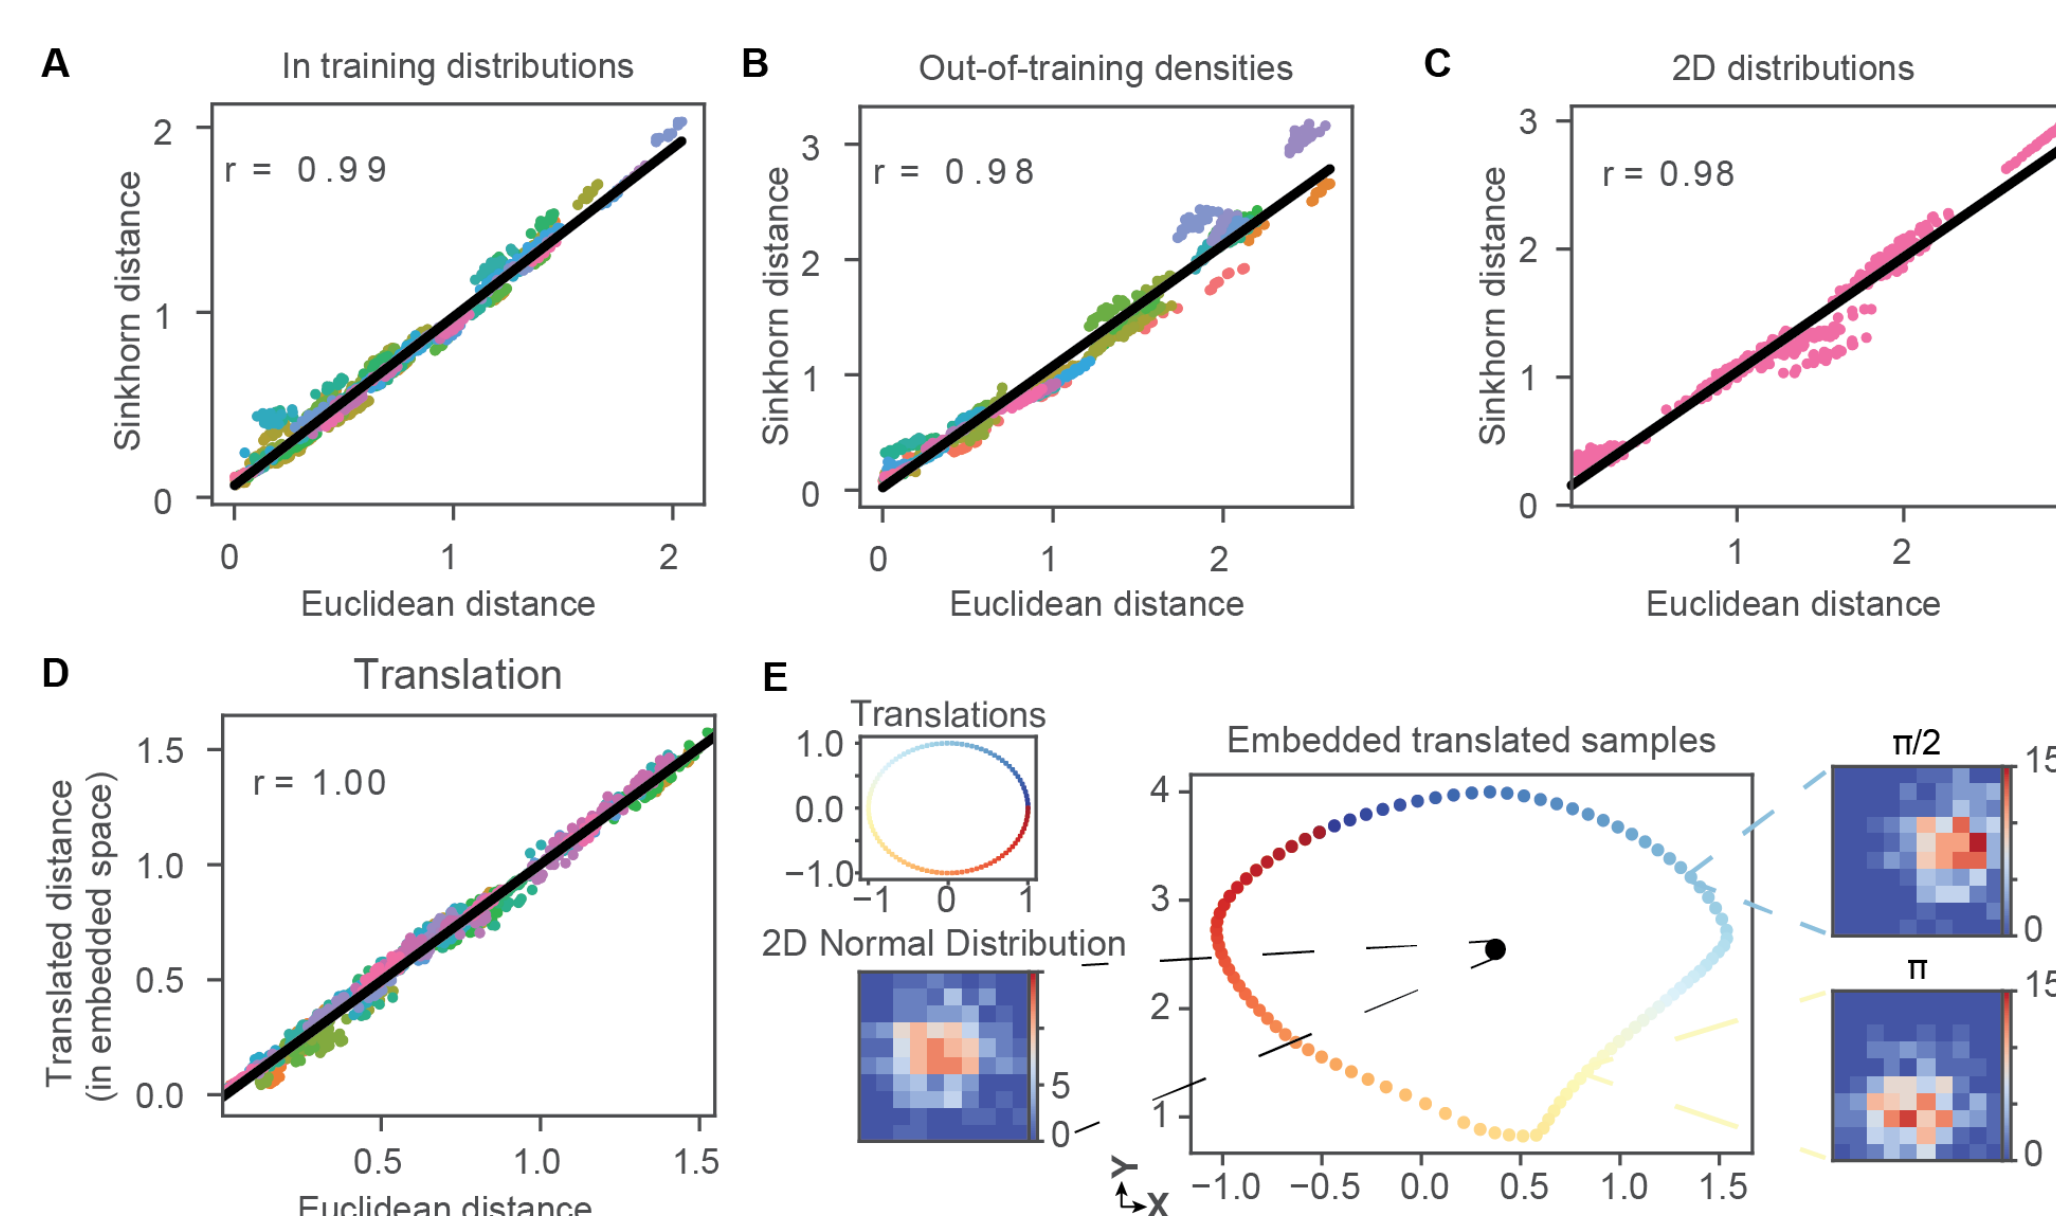 A
In training distributions
r = 0.99
Sinkhorn distance
2
1
0
0
1
2
Euclidean distance
B
Out-of-training densities
r = 0.98
Sinkhorn distance
3
2
1
0
0
1
2
Euclidean distance
C
2D distributions
r = 0.98
Sinkhorn distance
3
2
1
0
1
2
Euclidean distance
D
Translation
r = 1.00
Translated distance
(in embedded space)
1.5
1.0
0.5
0.0
0.5
1.0
1.5
Euclidean distance
E
Translations
1.0
0.0
−1.0
−1
0
1
2D Normal Distribution
5
0
Embedded translated samples
4
3
2
1
−1.0
−0.5
0.0
0.5
1.0
1.5
Y
X
π/2
15
0
π
15
0